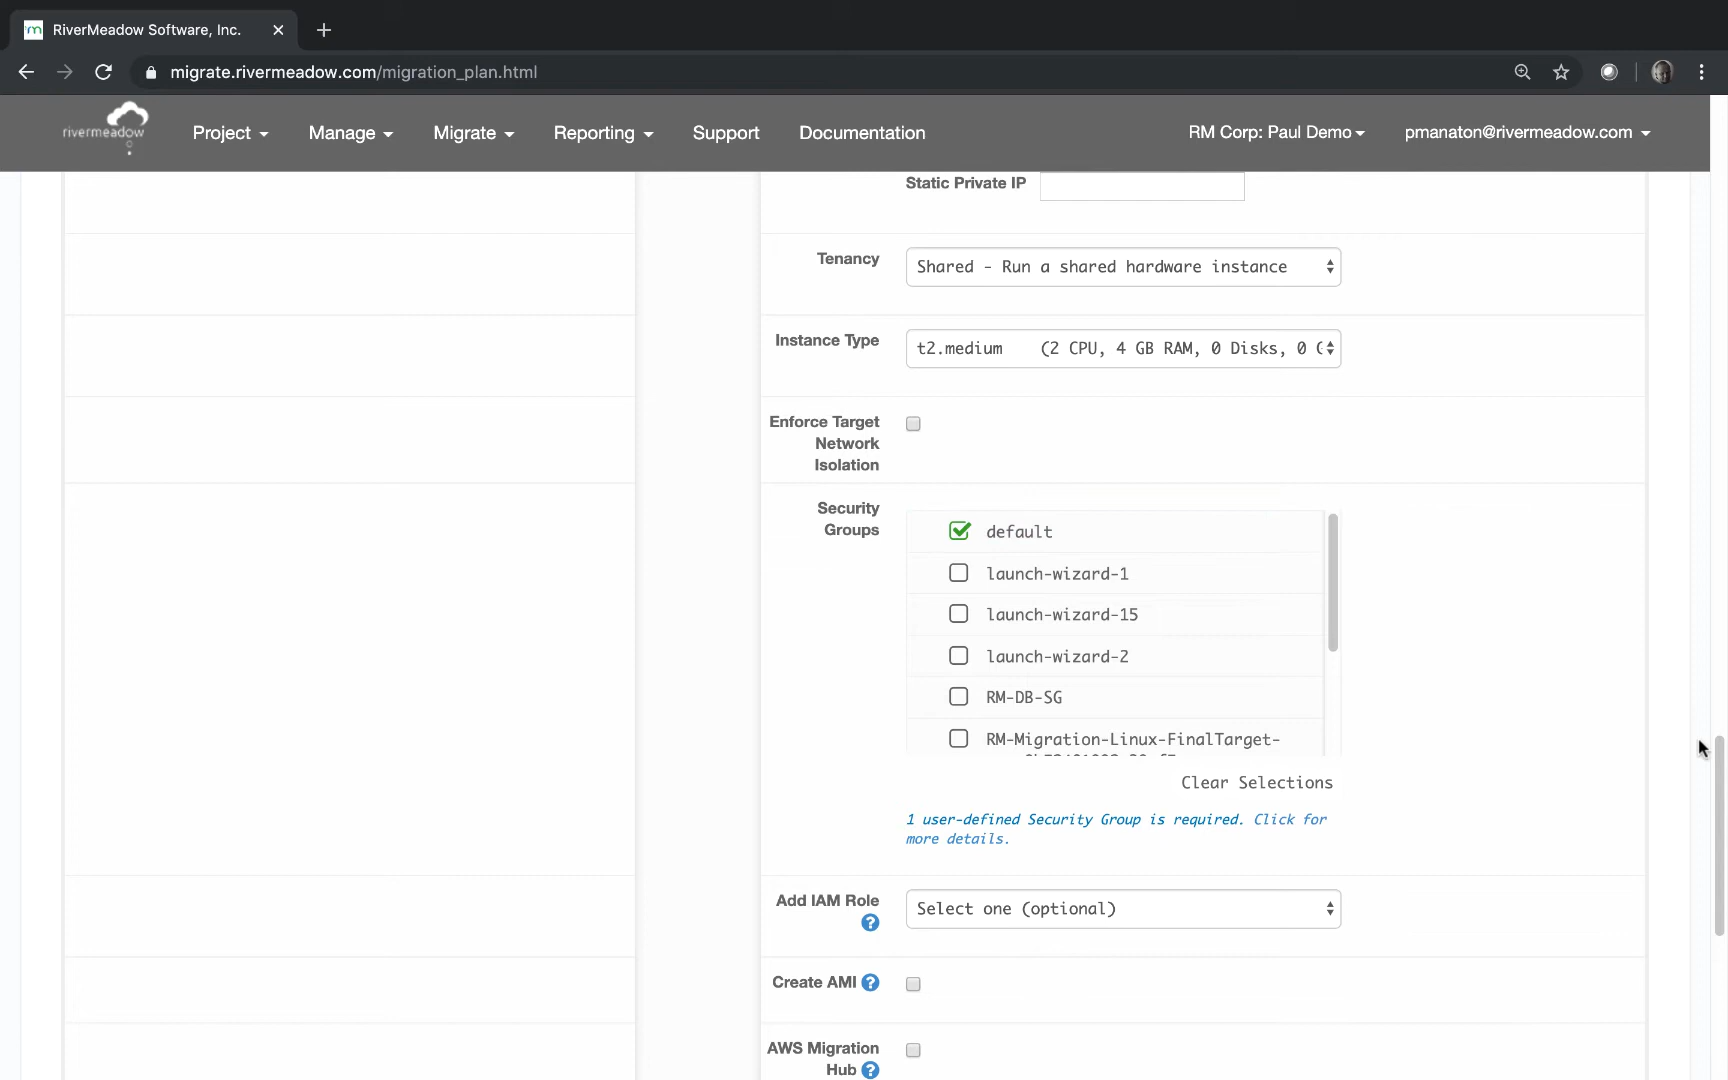 RiverMeadow Software, Inc.
migrate.rivermeadow.com/migration_plan.html
rivermeadow
Project
Manage
Migrate
Reporting
Support
Documentation
RM Corp: Paul Demo
pmanaton@rivermeadow.com
Static Private IP
Tenancy
Shared - Run a shared hardware instance
Instance Type
t2.medium (2 CPU, 4 GB RAM, 0 Disks, 0
Enforce Target
Network
Isolation
Security
Groups
default
launch-wizard-1
launch-wizard-15
launch-wizard-2
RM-DB-SG
RM-Migration-Linux-FinalTarget-
Clear Selections
1 user-defined Security Group is required. Click for
more details.
Add IAM Role
?
Select one (optional)
Create AMI ?
AWS Migration
Hub ?